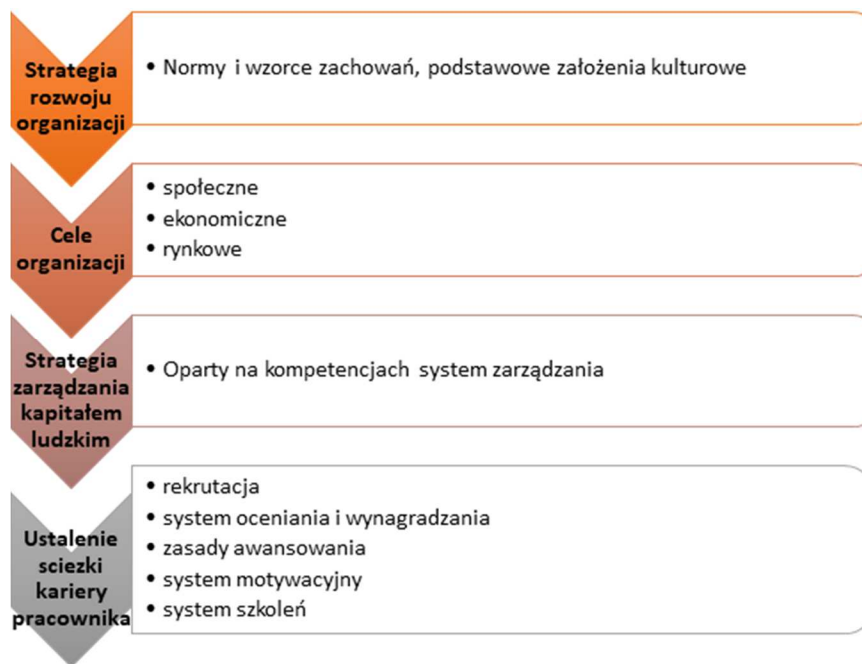 Strategia
rozwoju
organizacji
• Normy i wzorce zachowań, podstawowe założenia kulturowe
Cele
organizacji
• społeczne
• ekonomiczne
• rynkowe
Strategia
zarządzania
kapitałem
ludzkim
• Oparty na kompetencjach system zarządzania
Ustalenie
sciezki
kariery
pracownika
• rekrutacja
• system oceniania i wynagradzania
• zasady awansowania
• system motywacyjny
• system szkoleń